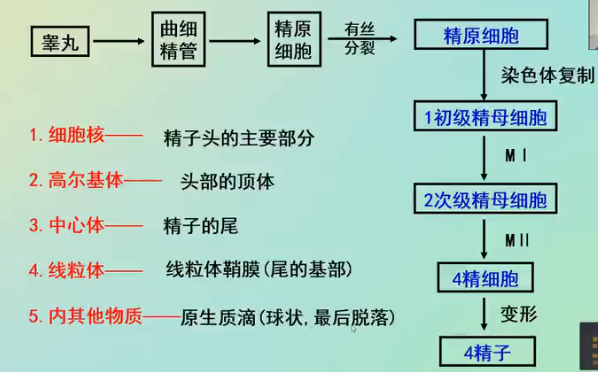 睾丸
曲细
精管
精原
细胞
有丝
分裂
精原细胞
染色体复制
1初级精母细胞
MⅠ
2次级精母细胞
MⅡ
4精细胞
变形
4精子
1.细胞核—— 精子头的主要部分
2.高尔基体—— 头部的顶体
3.中心体—— 精子的尾
4.线粒体—— 线粒体鞘膜(尾的基部)
5.内其他物质—— 原生质滴(球状,最后脱落)